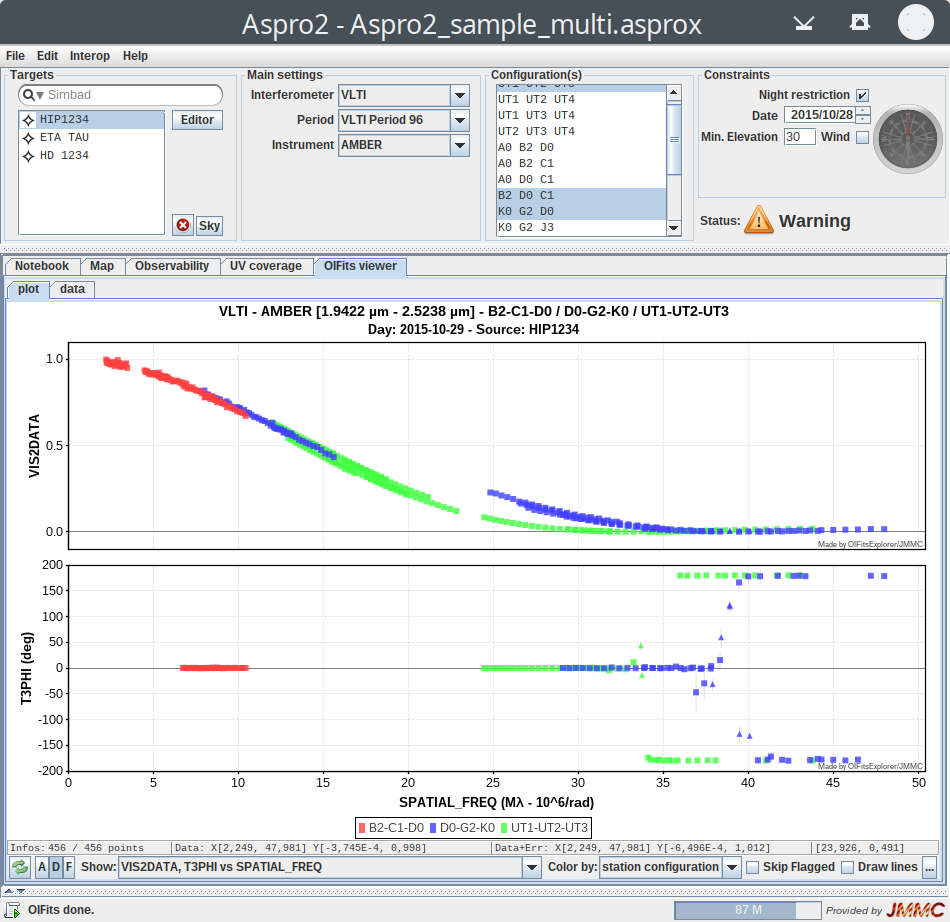 Aspro2 - Aspro2_sample_multi.asprox
File Edit Interop Help
Targets
Simbad
HIP1234
ETA TAU
HD 1234
Editor
Sky
Main settings
Interferometer VLTI
Period VLTI Period 96
Instrument AMBER
Configuration(s)
UT1 UT2 UT3
UT1 UT2 UT4
UT1 UT3 UT4
UT2 UT3 UT4
A0 B2 D0
A0 B2 C1
A0 D0 C1
B2 D0 C1
K0 G2 D0
K0 G2 J3
Constraints
Night restriction
Date 2015/10/28
Min. Elevation 30 Wind
Status: Warning
Notebook Map Observability UV coverage OIFits viewer
plot data
VLTI - AMBER [1.9422 µm - 2.5238 µm] - B2-C1-D0 / D0-G2-K0 / UT1-UT2-UT3
Day: 2015-10-29 - Source: HIP1234
VIS2DATA
1.0
0.5
0.0
Made by OIFitsExplorer/JMMC
T3PHI (deg)
200
150
100
50
0
-50
-100
-150
-200
Made by OIFitsExplorer/JMMC
0 5 10 15 20 25 30 35 40 45 50
SPATIAL_FREQ (Mλ - 10^6/rad)
B2-C1-D0 D0-G2-K0 UT1-UT2-UT3
Infos: 456 / 456 points Data: X[2,249, 47,981] Y[-3,745E-4, 0,998] Data+Err: X[2,249, 47,981] Y[-6,496E-4, 1,012] [23,926, 0,491]
A D F Show: VIS2DATA, T3PHI vs SPATIAL_FREQ Color by: station configuration Skip Flagged Draw lines ...
OIFits done. 87 M Provided by JMMC